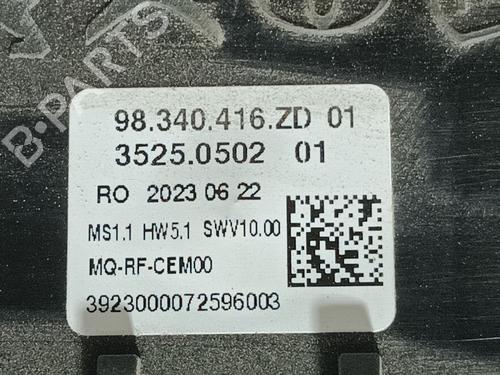 98.340.416.ZD 01
3525.0502 01
RO 2023 06 22
MS1.1 HW5.1 SWV10.00
MQ-RF-CEM00
3923000072596003
B-PARTS